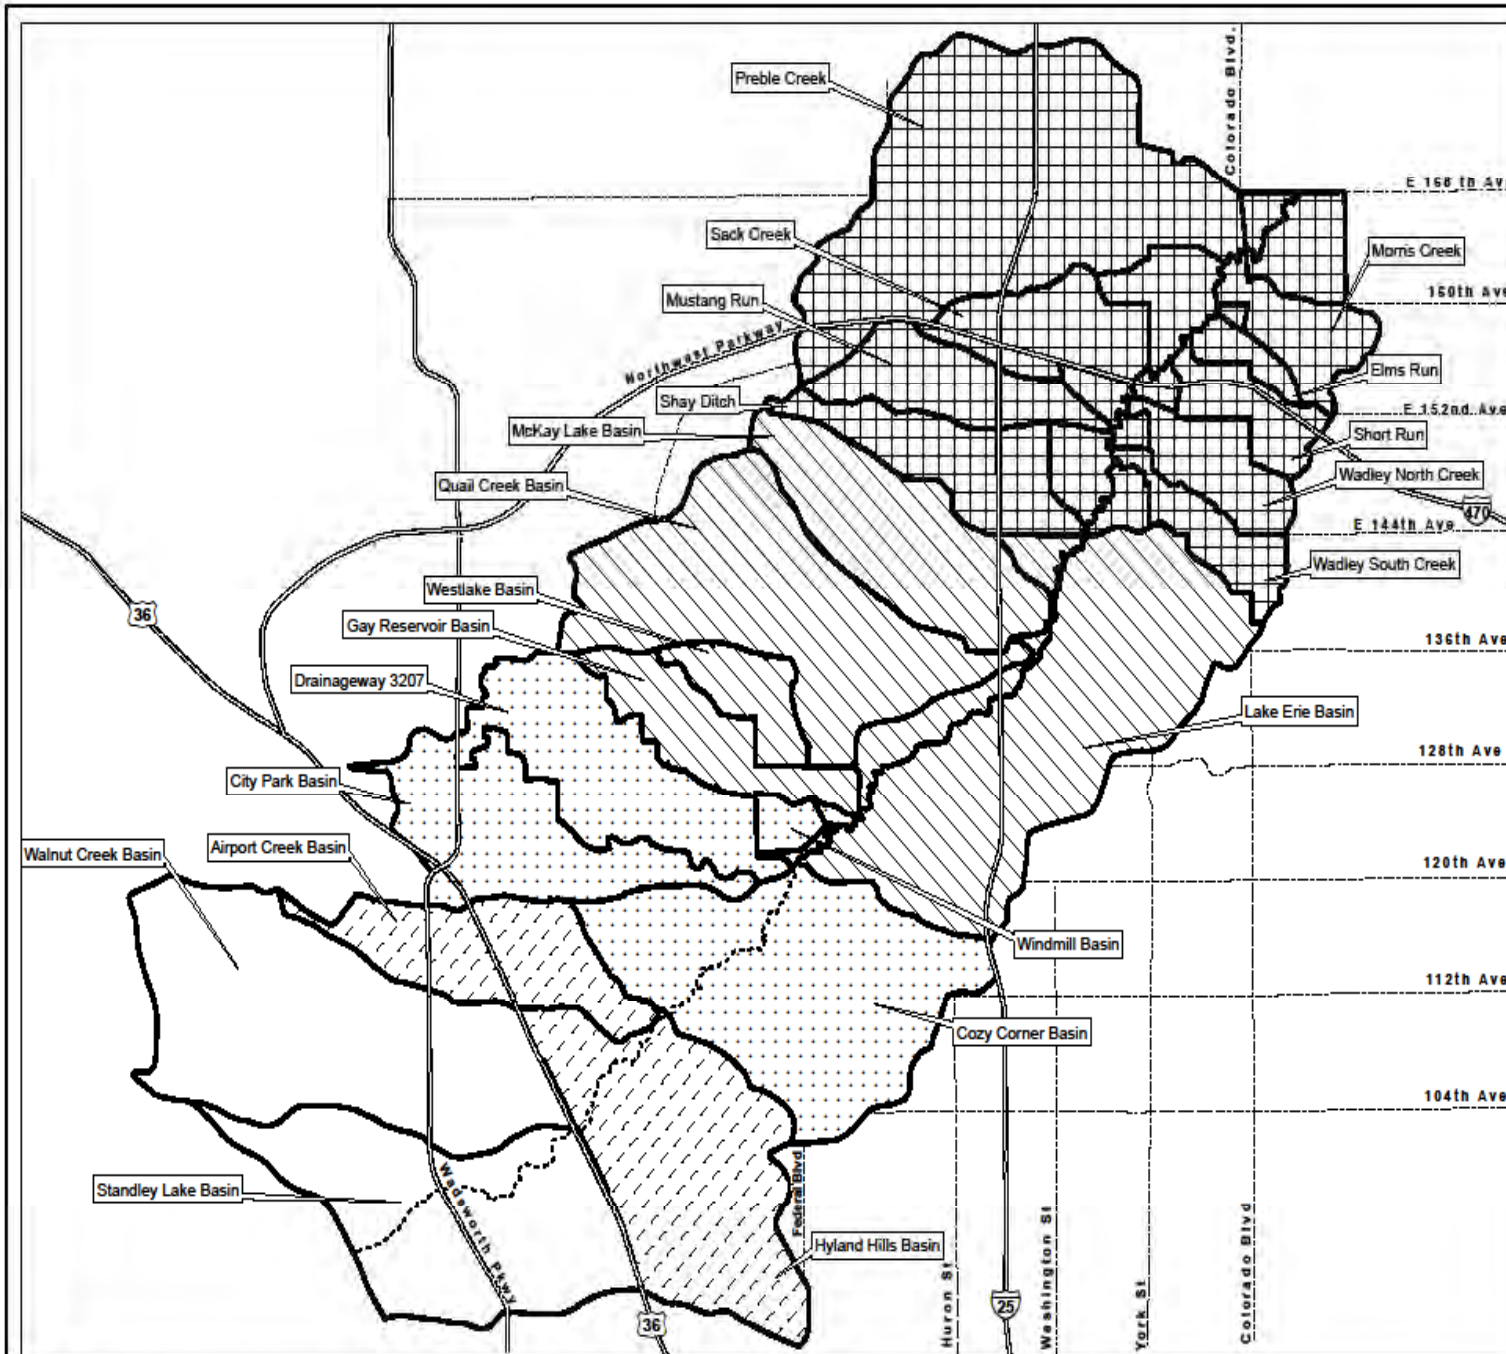 Preble Creek
Colorado Blvd.
E 168 th Ave
Sack Creek
Morris Creek
Mustang Run
160th Ave
Northwest Parkway
Elms Run
Shay Ditch
E 152nd Ave
McKay Lake Basin
Short Run
Wadley North Creek
Quail Creek Basin
470
E 144th Ave
Wadley South Creek
Westlake Basin
36
Gay Reservoir Basin
136th Ave
Drainageway 3207
Lake Erie Basin
128th Ave
City Park Basin
Airport Creek Basin
Walnut Creek Basin
120th Ave
Windmill Basin
112th Ave
Cozy Corner Basin
104th Ave
Standley Lake Basin
Wadsworth Pkwy
Federal Blvd
Hyland Hills Basin
Huron St
Washington St
York St
Colorado Blvd
25
36